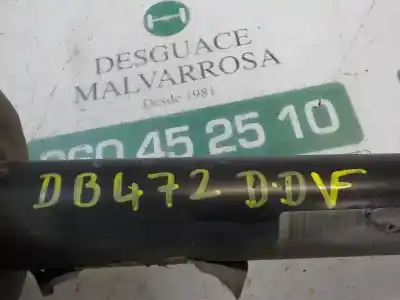 DESGUACE
MALVARROSA
Desde 1981
960 45 25 10
DB472 D.DVF